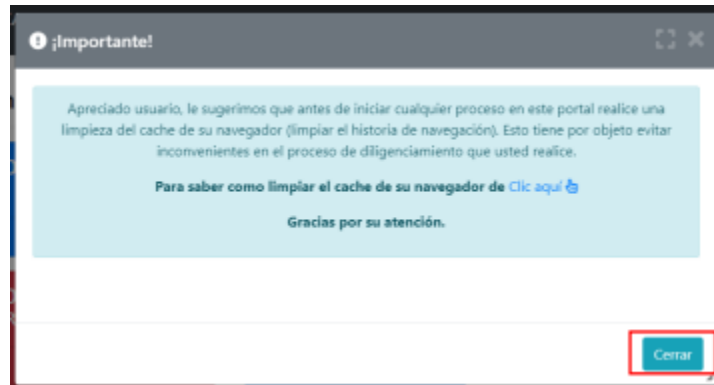 ¡Importante!
Apreciado usuario, le sugerimos que antes de iniciar cualquier proceso en este portal realice una
limpieza del cache de su navegador (limpiar el historia de navegación). Esto tiene por objeto evitar
inconvenientes en el proceso de diligenciamiento que usted realice.
Para saber como limpiar el cache de su navegador de Clic aquí
Gracias por su atención.
Cerrar